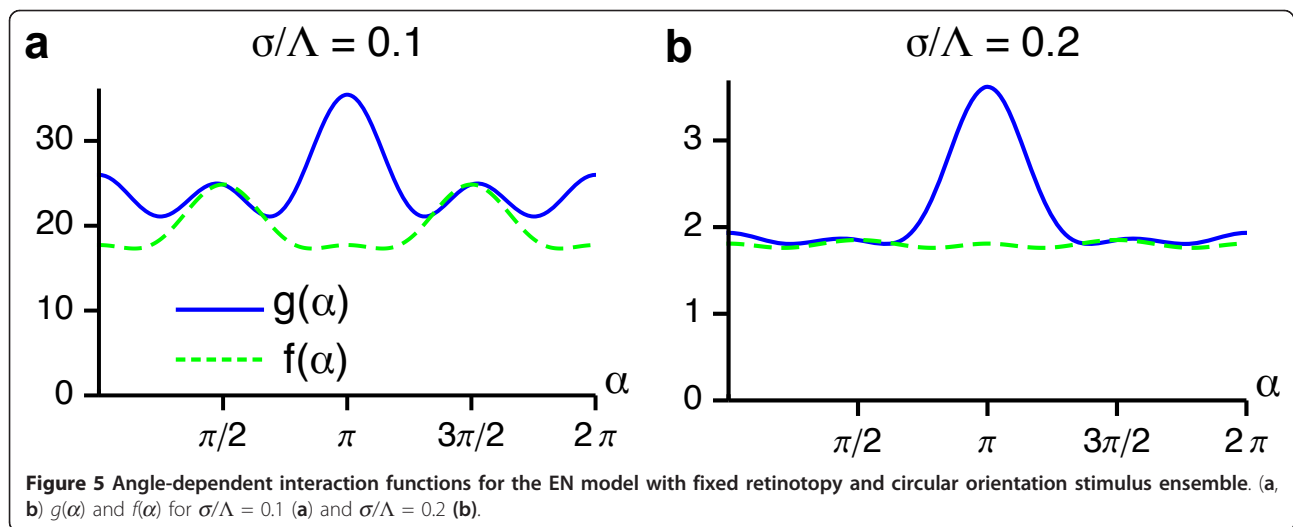 a
σ/Λ = 0.1
30
20
10
0
g(α)
f(α)
α
π/2
π
3π/2
2 π
b
σ/Λ = 0.2
3
2
1
0
α
π/2
π
3π/2
2 π
Figure 5 Angle-dependent interaction functions for the EN model with fixed retinotopy and circular orientation stimulus ensemble. (a,
b) g(α) and f(α) for σ/Λ = 0.1 (a) and σ/Λ = 0.2 (b).